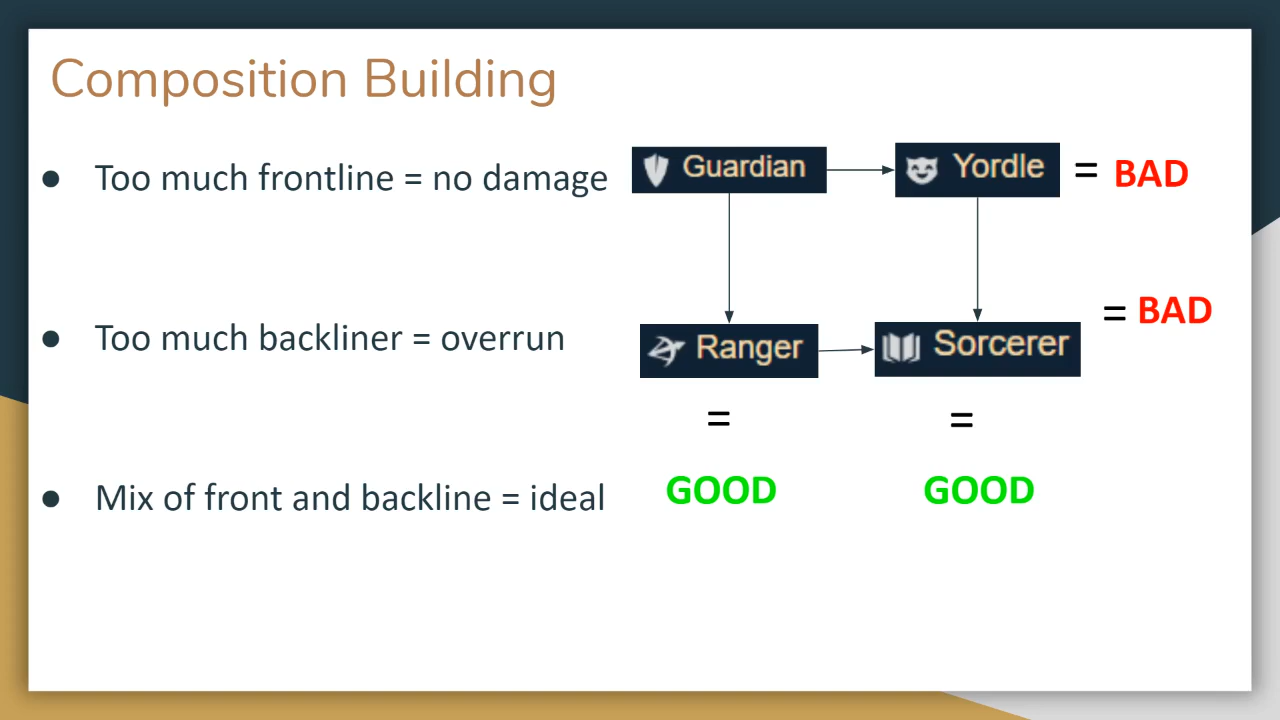 Composition Building
● Too much frontline = no damage
Guardian
Yordle
= BAD
● Too much backliner = overrun
Ranger
Sorcerer
= BAD
= =
GOOD GOOD
● Mix of front and backline = ideal